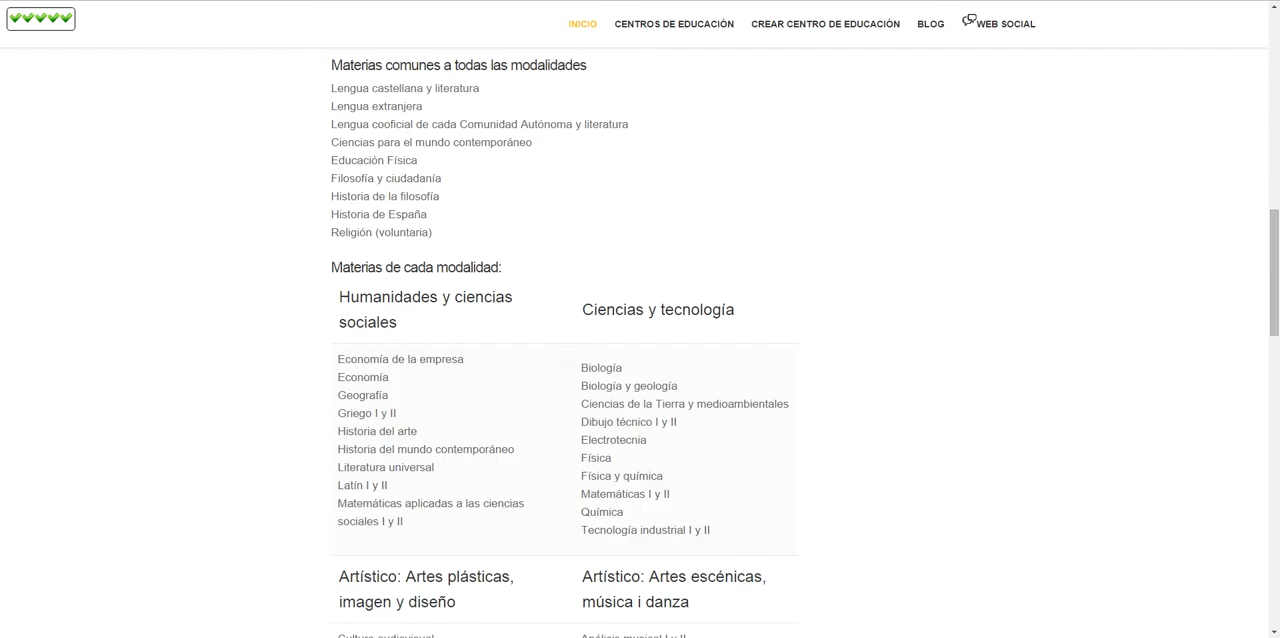 INICIO CENTROS DE EDUCACIÓN CREAR CENTRO DE EDUCACIÓN BLOG WEB SOCIAL
Materias comunes a todas las modalidades
Lengua castellana y literatura
Lengua extranjera
Lengua cooficial de cada Comunidad Autónoma y literatura
Ciencias para el mundo contemporáneo
Educación Física
Filosofía y ciudadanía
Historia de la filosofía
Historia de España
Religión (voluntaria)
Materias de cada modalidad:
Humanidades y ciencias
sociales
Ciencias y tecnología
Economía de la empresa
Economía
Geografía
Griego I y II
Historia del arte
Historia del mundo contemporáneo
Literatura universal
Latín I y II
Matemáticas aplicadas a las ciencias
sociales I y II
Biología
Biología y geología
Ciencias de la Tierra y medioambientales
Dibujo técnico I y II
Electrotecnia
Física
Física y química
Matemáticas I y II
Química
Tecnología industrial I y II
Artístico: Artes plásticas,
imagen y diseño
Artístico: Artes escénicas,
música i danza
Cultura audiovisual
Análisis musical I y II